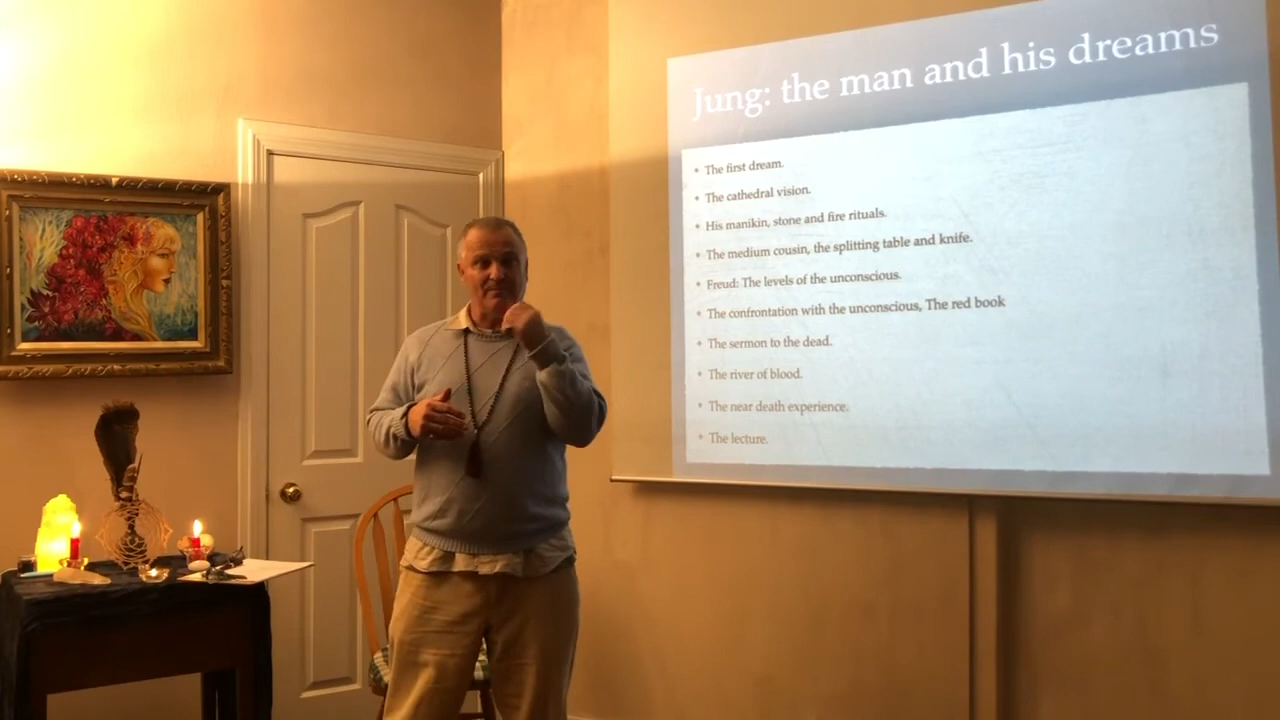 Jung: the man and his dreams
• The first dream.
• The cathedral vision.
• His manikin, stone and fire rituals.
• The medium cousin, the splitting table and knife.
• Freud: The levels of the unconscious.
• The confrontation with the unconscious, The red book
• The sermon to the dead.
• The river of blood.
• The near death experience.
• The lecture.